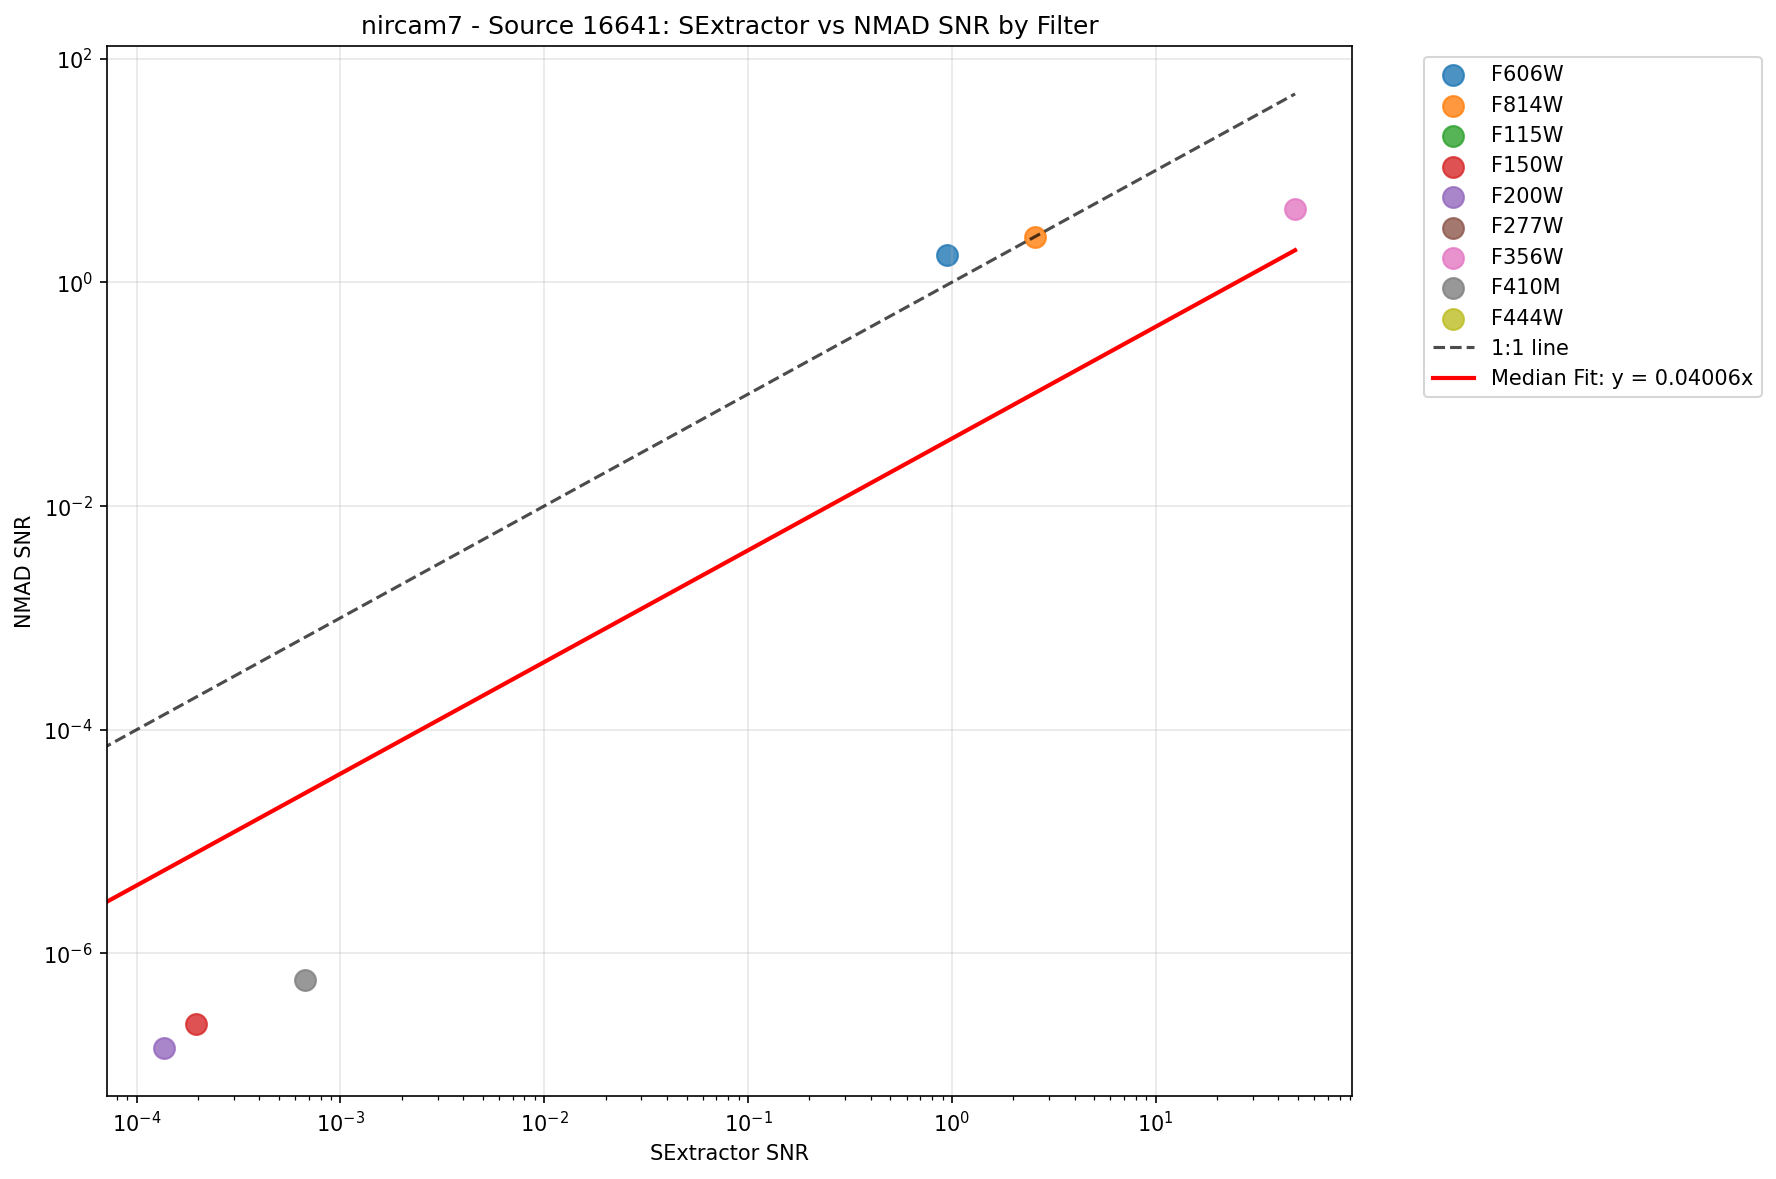 nircam7 - Source 16641: SExtractor vs NMAD SNR by Filter
10^2
10^0
10^-2
10^-4
10^-6
NMAD SNR
10^-4
10^-3
10^-2
10^-1
10^0
10^1
SExtractor SNR
F606W
F814W
F115W
F150W
F200W
F277W
F356W
F410M
F444W
1:1 line
Median Fit: y = 0.04006x